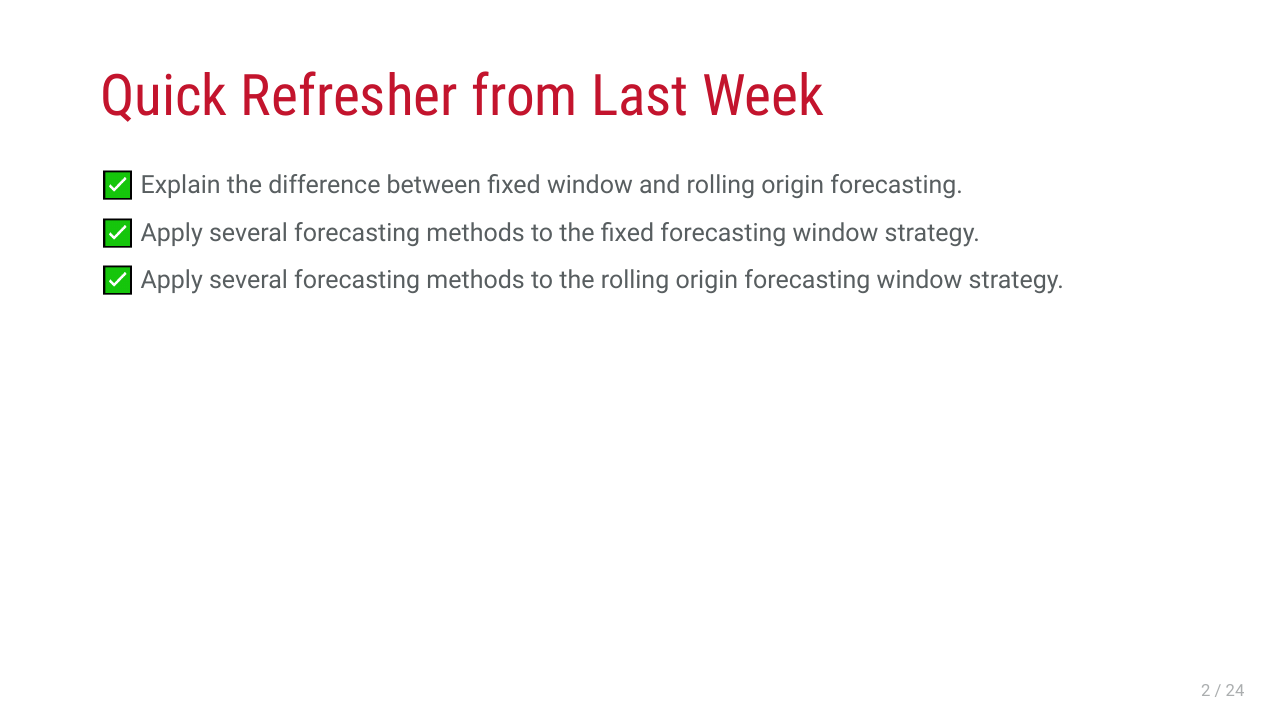 Quick Refresher from Last Week
✅ Explain the difference between fixed window and rolling origin forecasting.
✅ Apply several forecasting methods to the fixed forecasting window strategy.
✅ Apply several forecasting methods to the rolling origin forecasting window strategy.
2 / 24